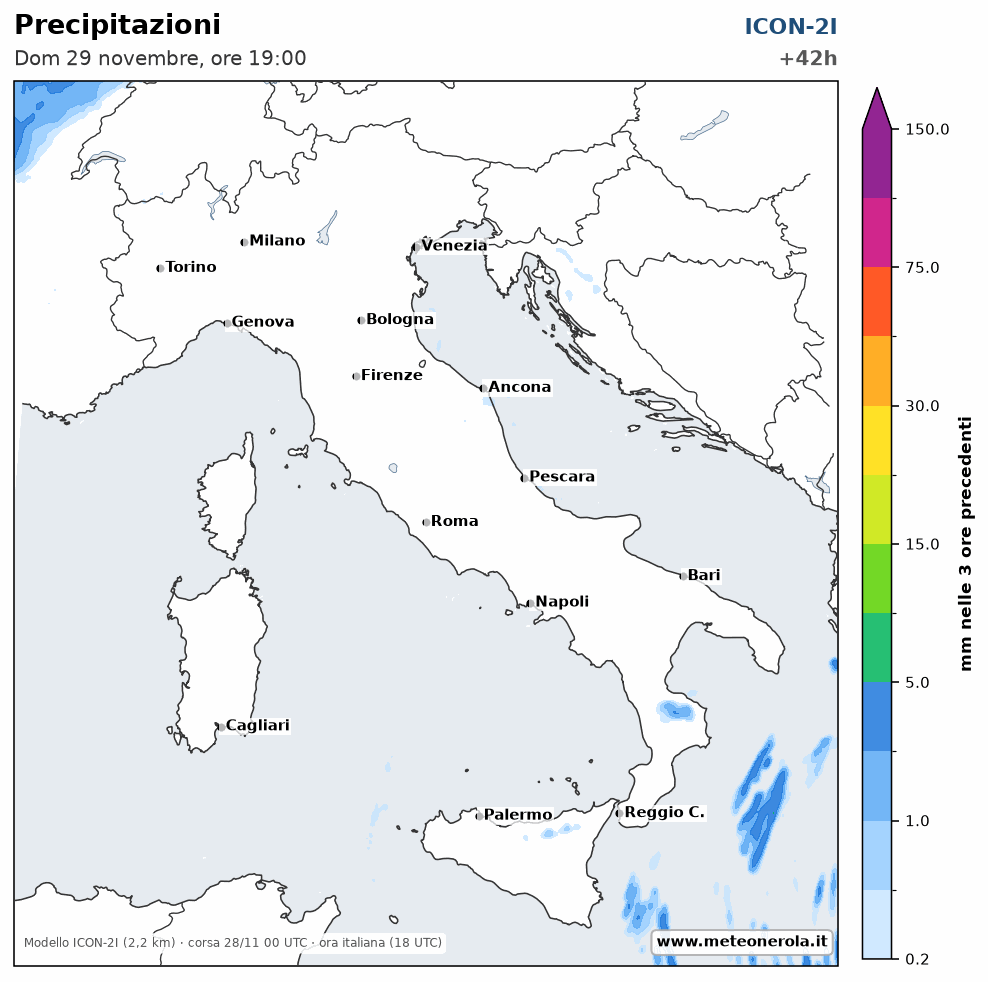 Precipitazioni
ICON-2I
Dom 29 novembre, ore 19:00
+42h
150.0
75.0
30.0
15.0
5.0
1.0
0.2
mm nelle 3 ore precedenti
Milano
Venezia
Torino
Genova
Bologna
Firenze
Ancona
Pescara
Roma
Bari
Napoli
Cagliari
Palermo
Reggio C.
Modello ICON-2I (2,2 km) · corsa 28/11 00 UTC · ora italiana (18 UTC)
www.meteonerola.it